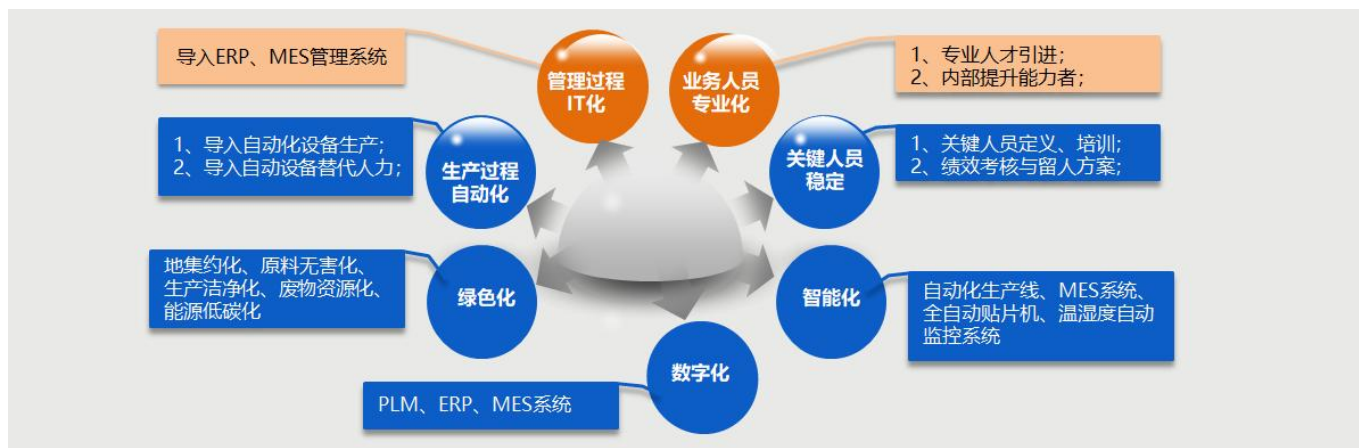 导入ERP、MES管理系统
管理过程
IT化
业务人员
专业化
1、专业人才引进;
2、内部提升能力者;
1、导入自动化设备生产;
2、导入自动设备替代人力;
生产过程
自动化
关键人员
稳定
1、关键人员定义、培训;
2、绩效考核与留人方案;
地集约化、原料无害化、
生产洁净化、废物资源化、
能源低碳化
绿色化
智能化
自动化生产线、MES系统、
全自动贴片机、温湿度自动
监控系统
数字化
PLM、ERP、MES系统